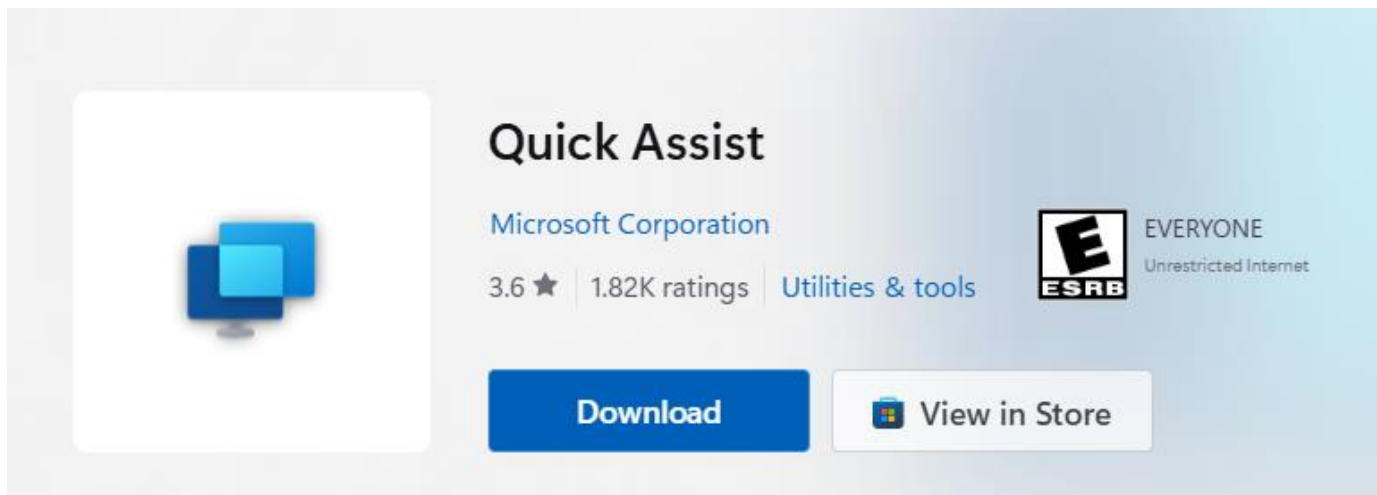 Quick Assist
Microsoft Corporation
3.6 ★ 1.82K ratings Utilities & tools
E
ESRB
EVERYONE
Unrestricted Internet
Download
View in Store